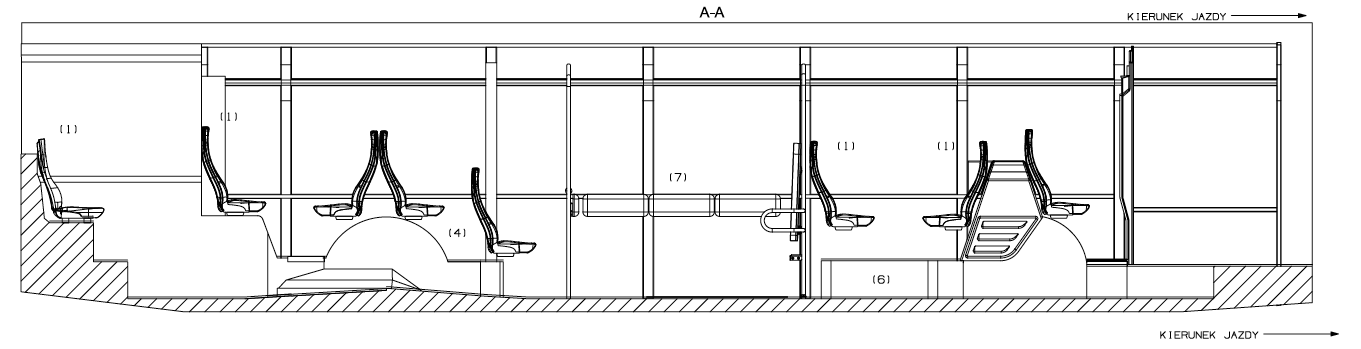 A-A
KIERUNEK JAZDY
(1)
(1)
(1)
(1)
(7)
(4)
(6)
KIERUNEK JAZDY